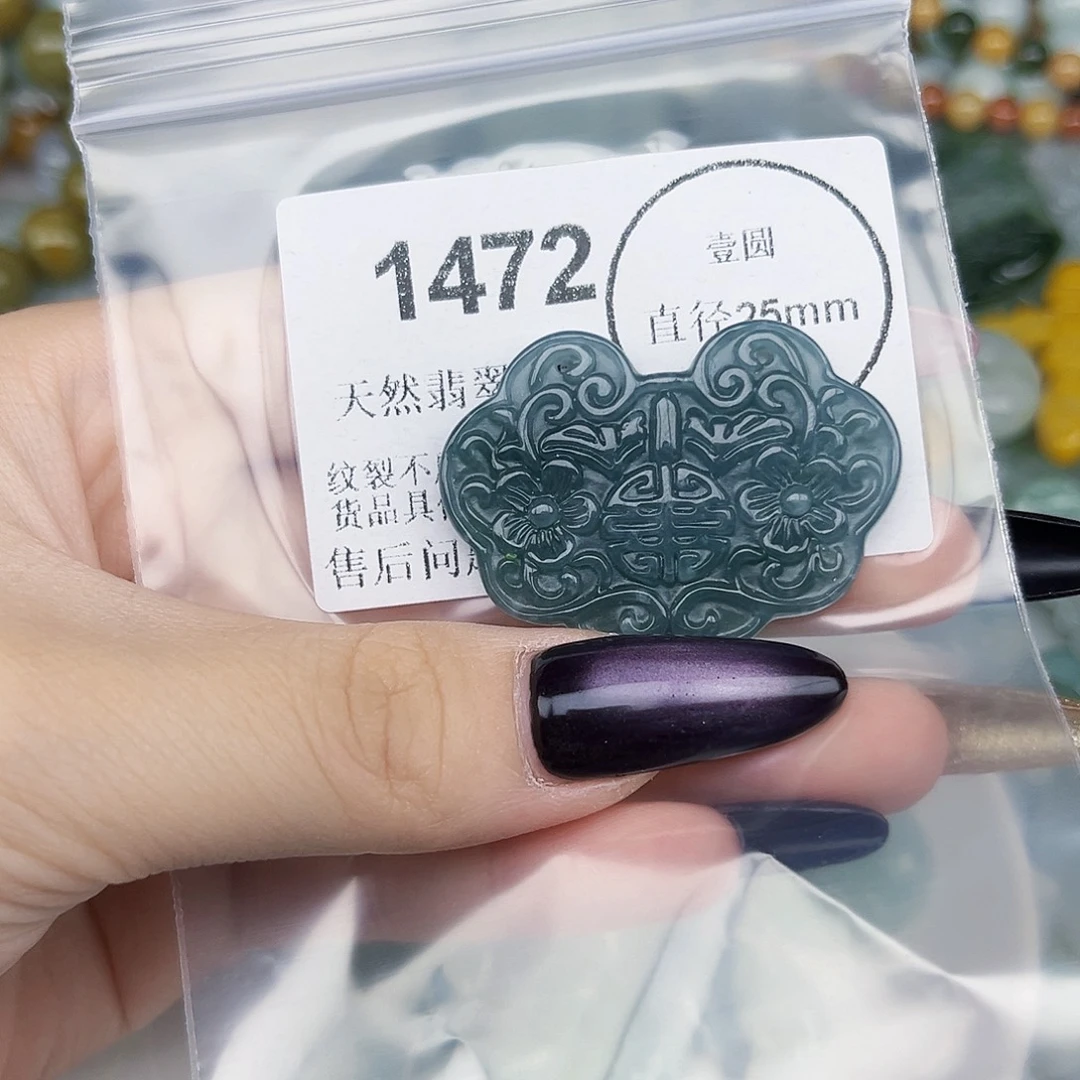 1472
壹圆
直径25mm
天然翡翠
纹裂不
货品具
售后问